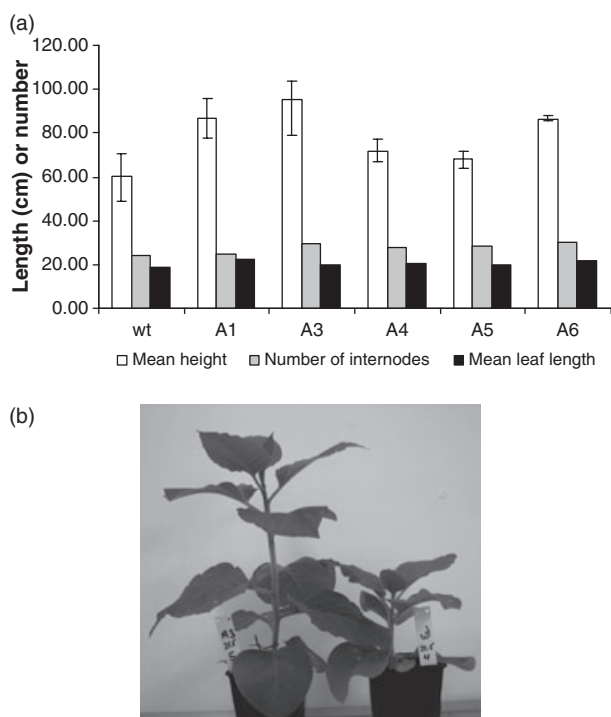 (a)
Length (cm) or number
120.00
100.00
80.00
60.00
40.00
20.00
0.00
wt A1 A3 A4 A5 A6
Mean height Number of internodes Mean leaf length
(b)
A3